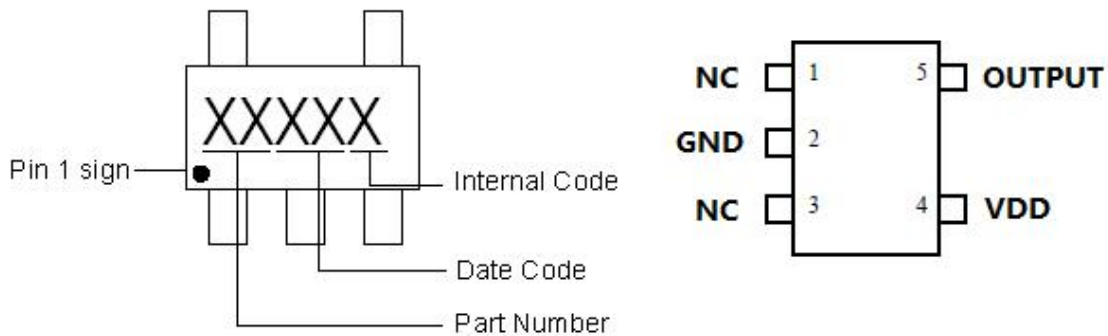 XXXXX
Pin 1 sign
Internal Code
Date Code
Part Number
NC 1 5 OUTPUT
GND 2
NC 3 4 VDD